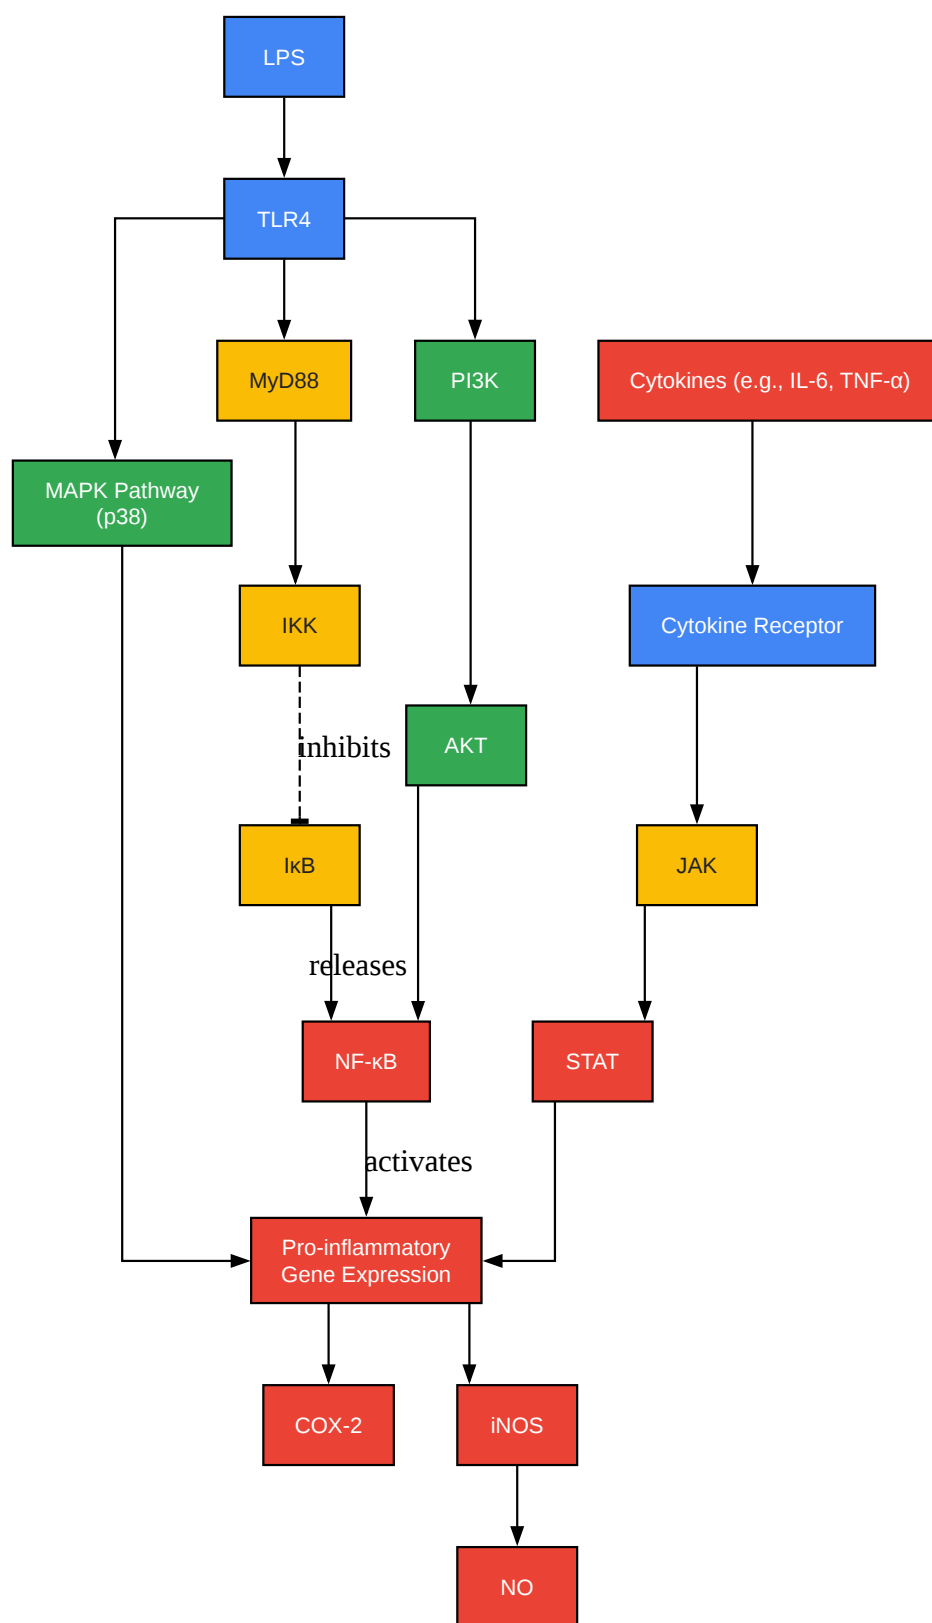 LPS
TLR4
MyD88
PI3K
Cytokines (e.g., IL-6, TNF-α)
MAPK Pathway
(p38)
IKK
Cytokine Receptor
inhibits
AKT
IκB
JAK
releases
NF-κB
STAT
activates
Pro-inflammatory
Gene Expression
COX-2
iNOS
NO